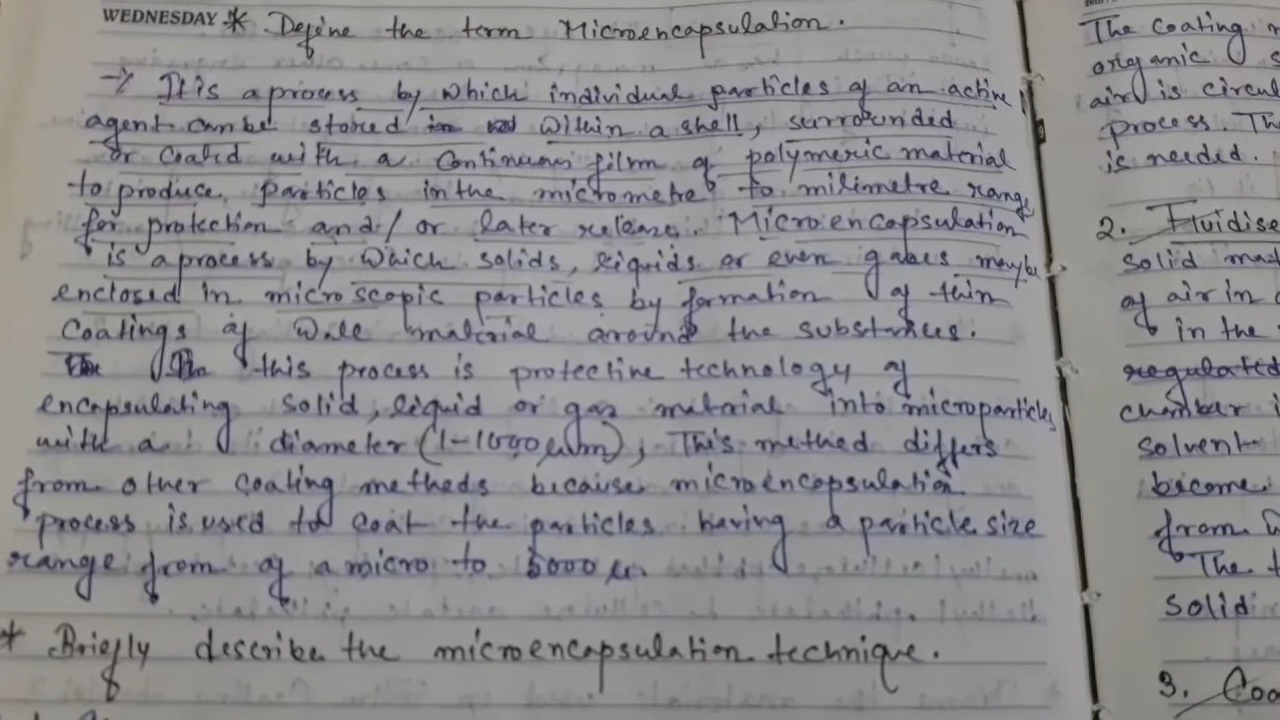 WEDNESDAY * Define the term Microencapsulation.
→ It is a process by which individual particles of an active
agent can be stored in within a shell, surrounded
or coated with a continuous film of polymeric material
to produce particles in the micrometre to milimetre range
for protection and / or later release. Microencapsulation
is a process by which solids, liquids or even gases maybe
enclosed in microscopic particles by formation of thin
coatings of wall material around the substances.
The this process is protective technology of
encapsulating solid, liquid or gas material into microparticles
with a diameter (1-1000 μm), This method differs
from other coating methods because microencapsulation
process is used to coat the particles having a particle size
range from of a micro to 5000 μ.
* Briefly describe the microencapsulation technique.
The coating
organic
air is
process.
is needed.
2.
solid
of air in
in the
regulated
chamber
solvent
become
from
The
solid
3.